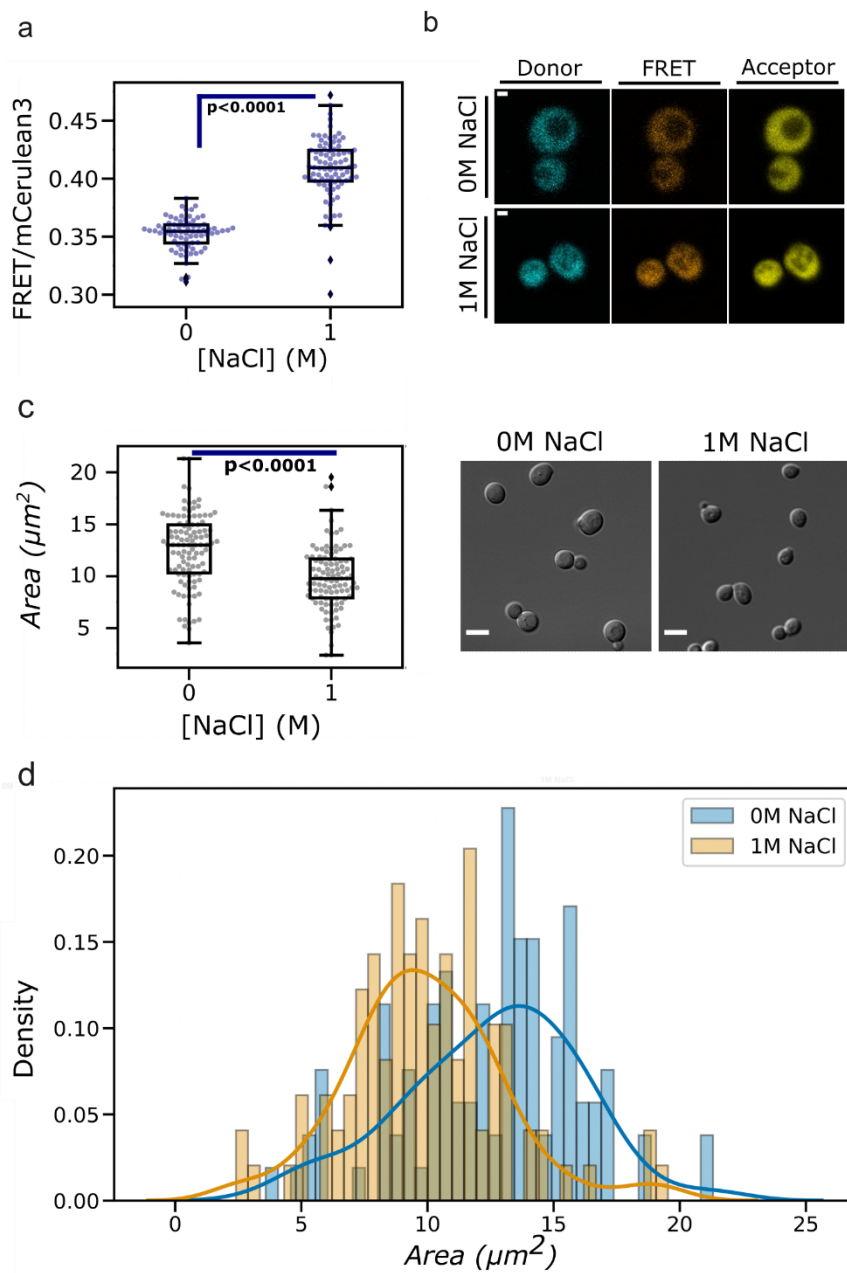 a
b
Donor
FRET
Acceptor
0M NaCl
1M NaCl
p<0.0001
FRET/mCerulean3
0.45
0.40
0.35
0.30
0
1
[NaCl] (M)
c
p<0.0001
Area (μm²)
20
15
10
5
0
1
[NaCl] (M)
0M NaCl
1M NaCl
d
0M NaCl
1M NaCl
Density
0.20
0.15
0.10
0.05
0.00
0
5
10
15
20
25
Area (μm²)